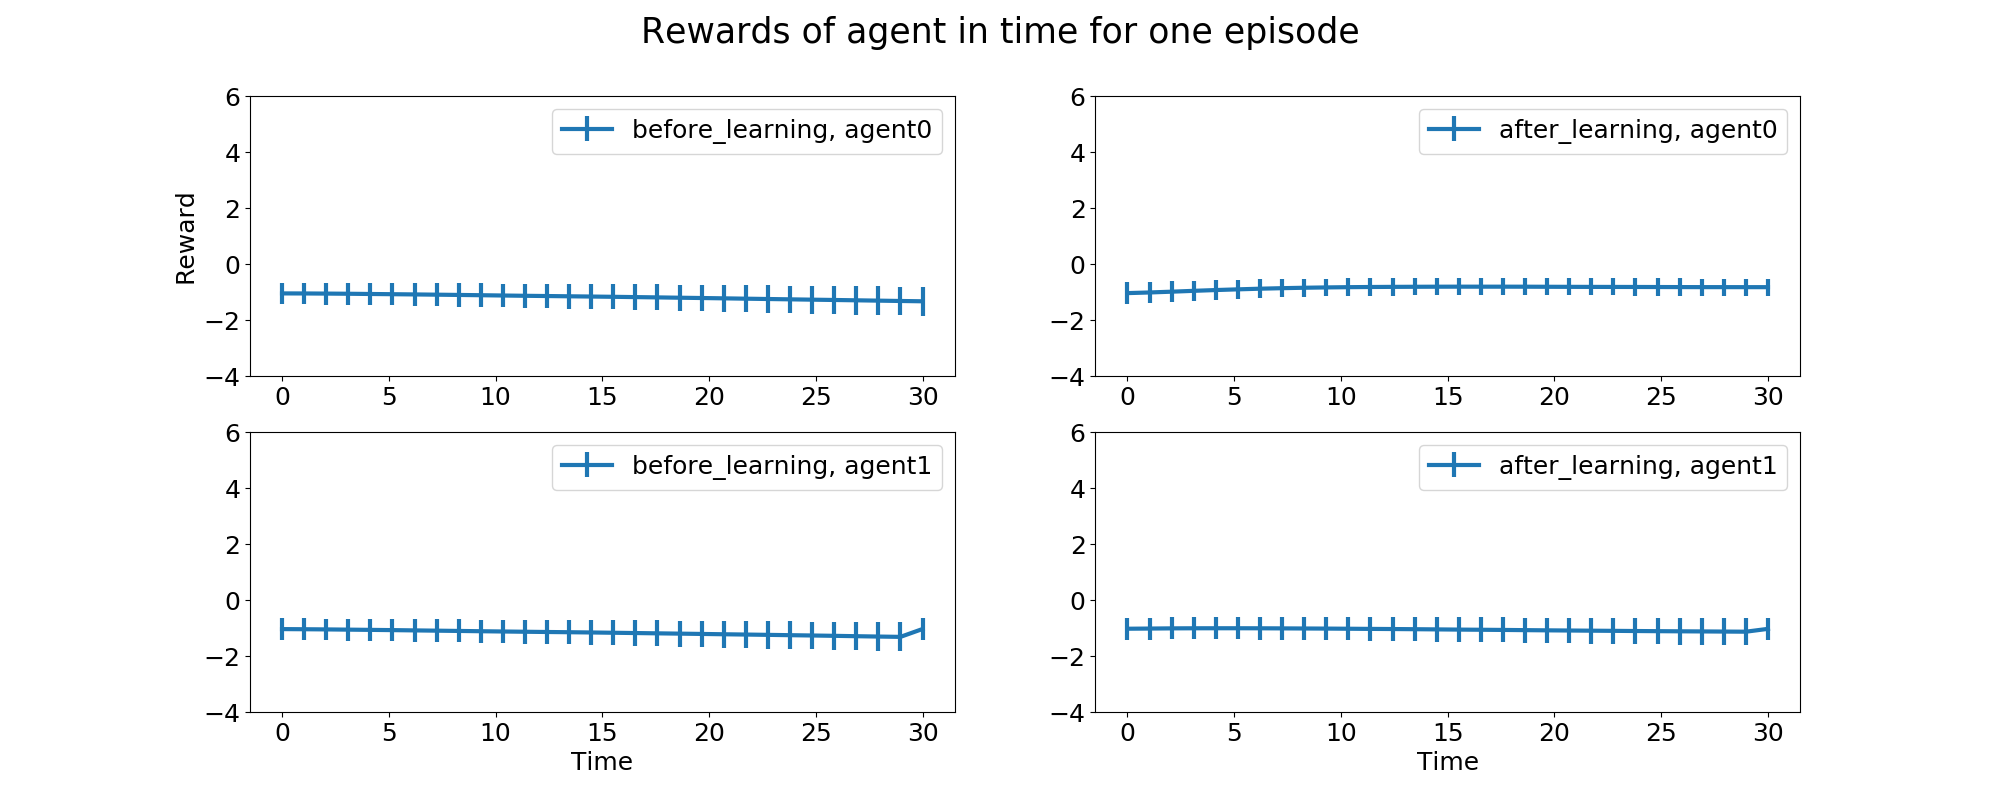 Rewards of agent in time for one episode
6
4
2
0
−2
−4
Reward
before_learning, agent0
0 5 10 15 20 25 30
6
4
2
0
−2
−4
after_learning, agent0
0 5 10 15 20 25 30
6
4
2
0
−2
−4
before_learning, agent1
0 5 10 15 20 25 30
Time
6
4
2
0
−2
−4
after_learning, agent1
0 5 10 15 20 25 30
Time